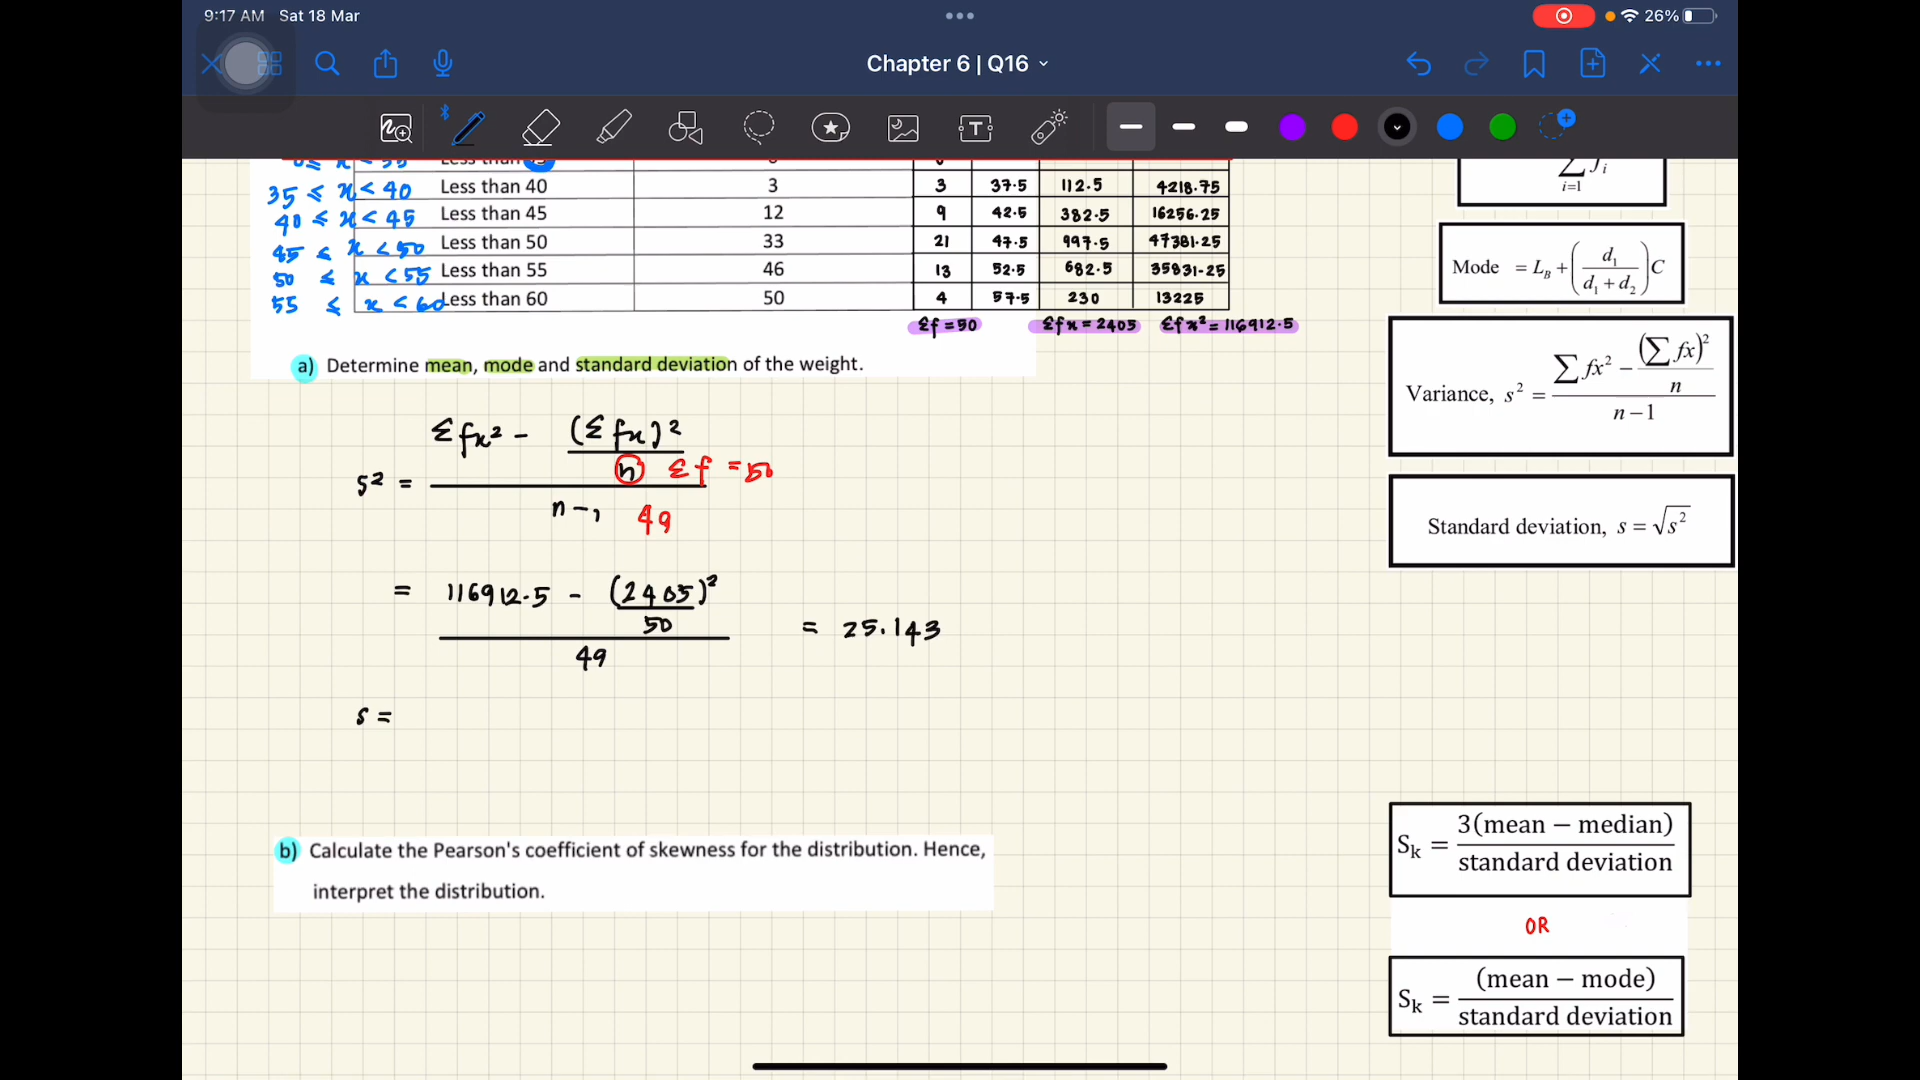 9:17 AM Sat 18 Mar
26%
Chapter 6 | Q16
35 ≤ x < 40 Less than 40 3 3 37.5 112.5 4218.75
40 ≤ x < 45 Less than 45 12 9 42.5 382.5 16256.25
45 ≤ x < 50 Less than 50 33 21 47.5 997.5 47381.25
50 ≤ x < 55 Less than 55 46 13 52.5 682.5 35831.25
55 ≤ x < 60 Less than 60 50 4 57.5 230 13225
Σf = 50 Σfx = 2405 Σfx² = 116912.5
a) Determine mean, mode and standard deviation of the weight.
s² = (Σfx² - (Σfx)²/n) / (n-1)
Σf = 50
49
= (116912.5 - (2405)²/50) / 49 = 25.143
s =
b) Calculate the Pearson's coefficient of skewness for the distribution. Hence,
interpret the distribution.
i=1
Mode = L_B + (d₁ / (d₁ + d₂)) C
Variance, s² = (∑fx² − (∑fx)²/n) / (n−1)
Standard deviation, s = √s²
S_k = 3(mean − median) / standard deviation
OR
S_k = (mean − mode) / standard deviation